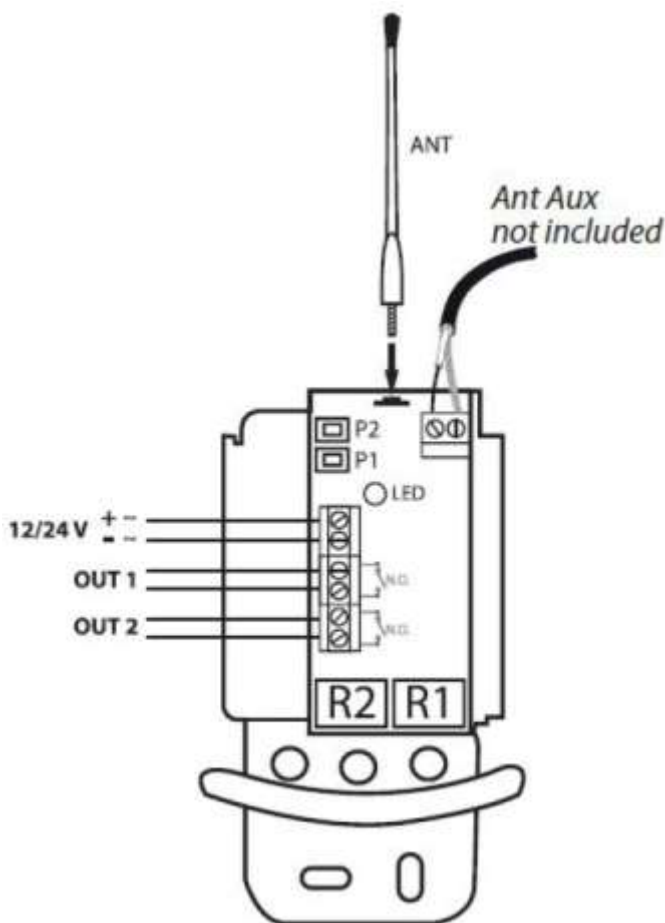 ANT
Ant Aux
not included
P2
P1
LED
12/24 V + ~
- ~
OUT 1
N.O.
OUT 2
N.O.
R2 R1